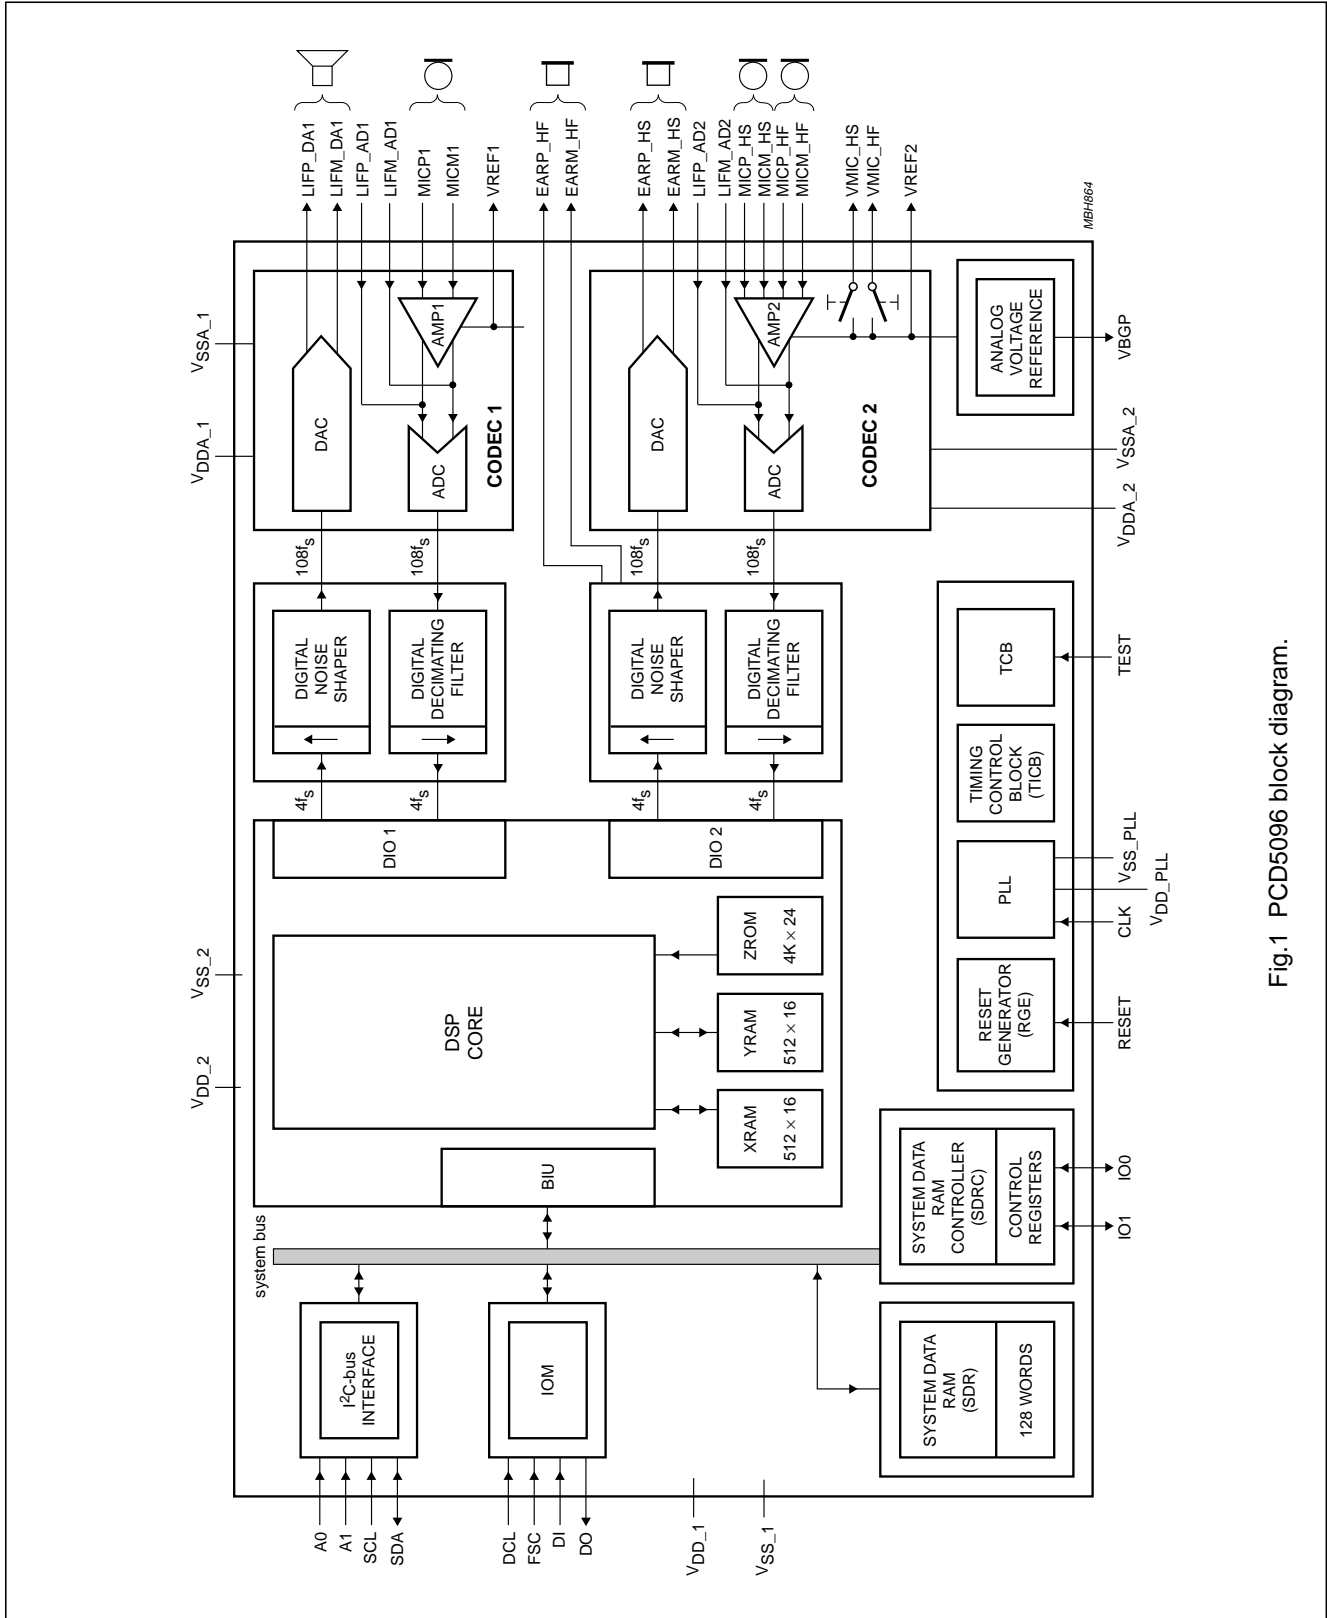 LIFP_DA1
LIFM_DA1
LIFP_AD1
LIFM_AD1
MICP1
MICM1
VREF1
EARP_HF
EARM_HF
EARP_HS
EARM_HS
LIFP_AD2
LIFM_AD2
MICP_HS
MICM_HS
MICP_HF
MICM_HF
VMIC_HS
VMIC_HF
VREF2
MBH864
VSSA_1
VDDA_1
DAC
AMP1
ADC
CODEC 1
DAC
AMP2
ADC
CODEC 2
ANALOG
VOLTAGE
REFERENCE
VBGP
VSSA_2
VDDA_2
108fs
108fs
108fs
108fs
DIGITAL
NOISE
SHAPER
DIGITAL
DECIMATING
FILTER
DIGITAL
NOISE
SHAPER
DIGITAL
DECIMATING
FILTER
4fs
4fs
4fs
4fs
DIO 1
DIO 2
VSS_2
VDD_2
DSP
CORE
ZROM
4K × 24
YRAM
512 × 16
XRAM
512 × 16
BIU
TCB
TEST
TIMING
CONTROL
BLOCK
(TICB)
PLL
VSS_PLL
VDD_PLL
CLK
RESET
GENERATOR
(RGE)
RESET
system bus
SYSTEM DATA
RAM
CONTROLLER
(SDRC)
CONTROL
REGISTERS
IO0
IO1
I2C-bus
INTERFACE
IOM
SYSTEM DATA
RAM
(SDR)
128 WORDS
A0
A1
SCL
SDA
DCL
FSC
DI
DO
VDD_1
VSS_1
Fig.1 PCD5096 block diagram.